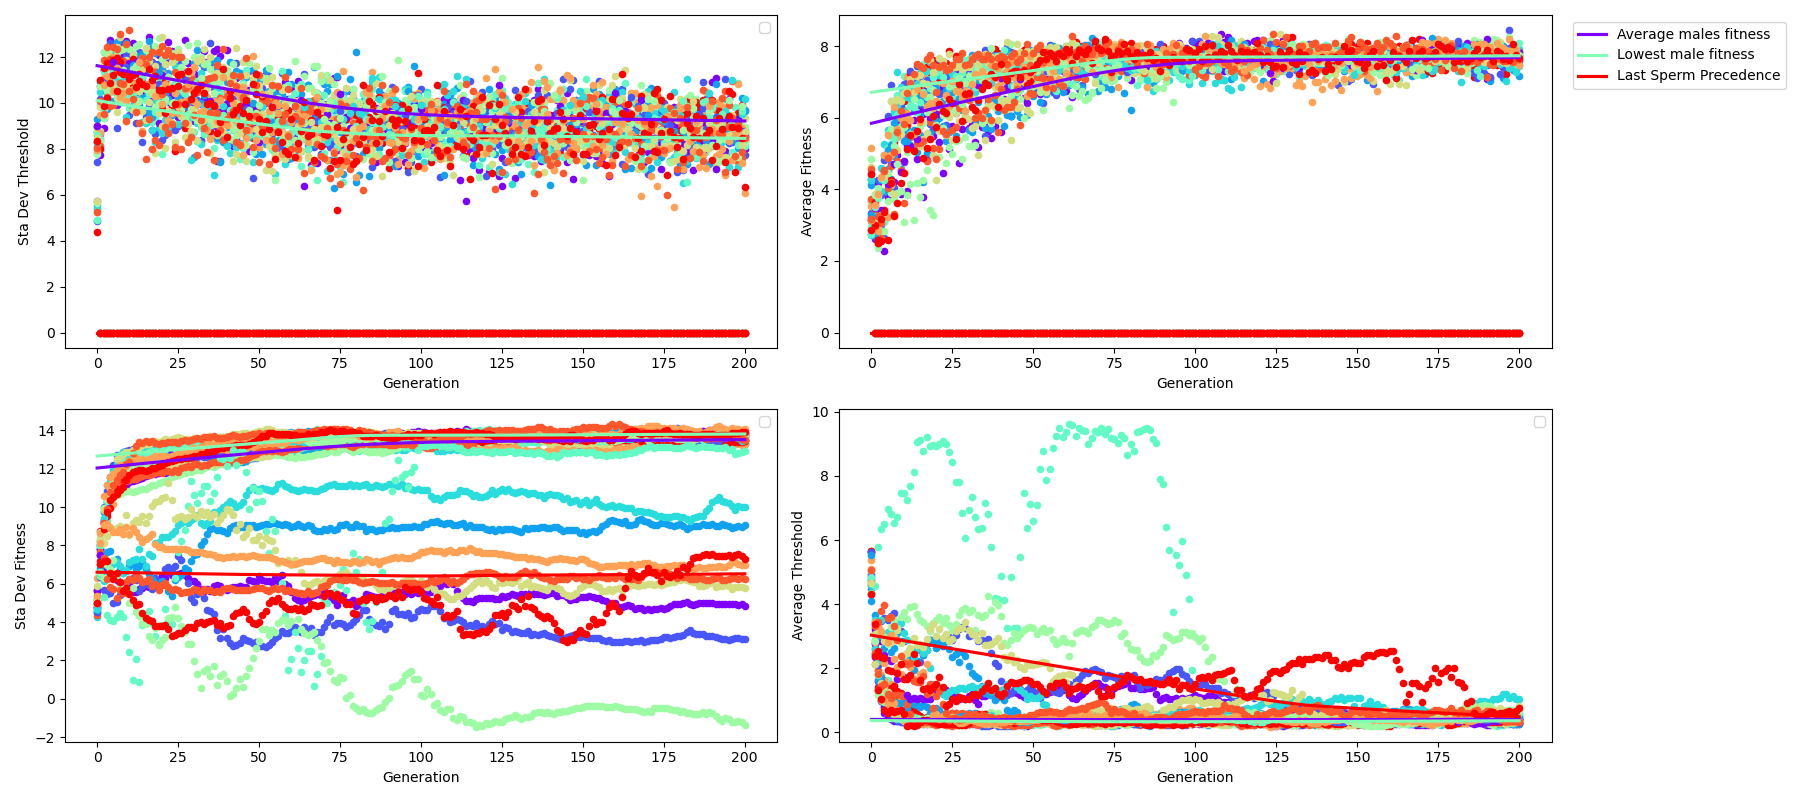 Sta Dev Threshold
12
10
8
6
4
2
0
0 25 50 75 100 125 150 175 200
Generation
Average Fitness
8
6
4
2
0
0 25 50 75 100 125 150 175 200
Generation
Average males fitness
Lowest male fitness
Last Sperm Precedence
Sta Dev Fitness
14
12
10
8
6
4
2
0
−2
0 25 50 75 100 125 150 175 200
Generation
Average Threshold
10
8
6
4
2
0
0 25 50 75 100 125 150 175 200
Generation